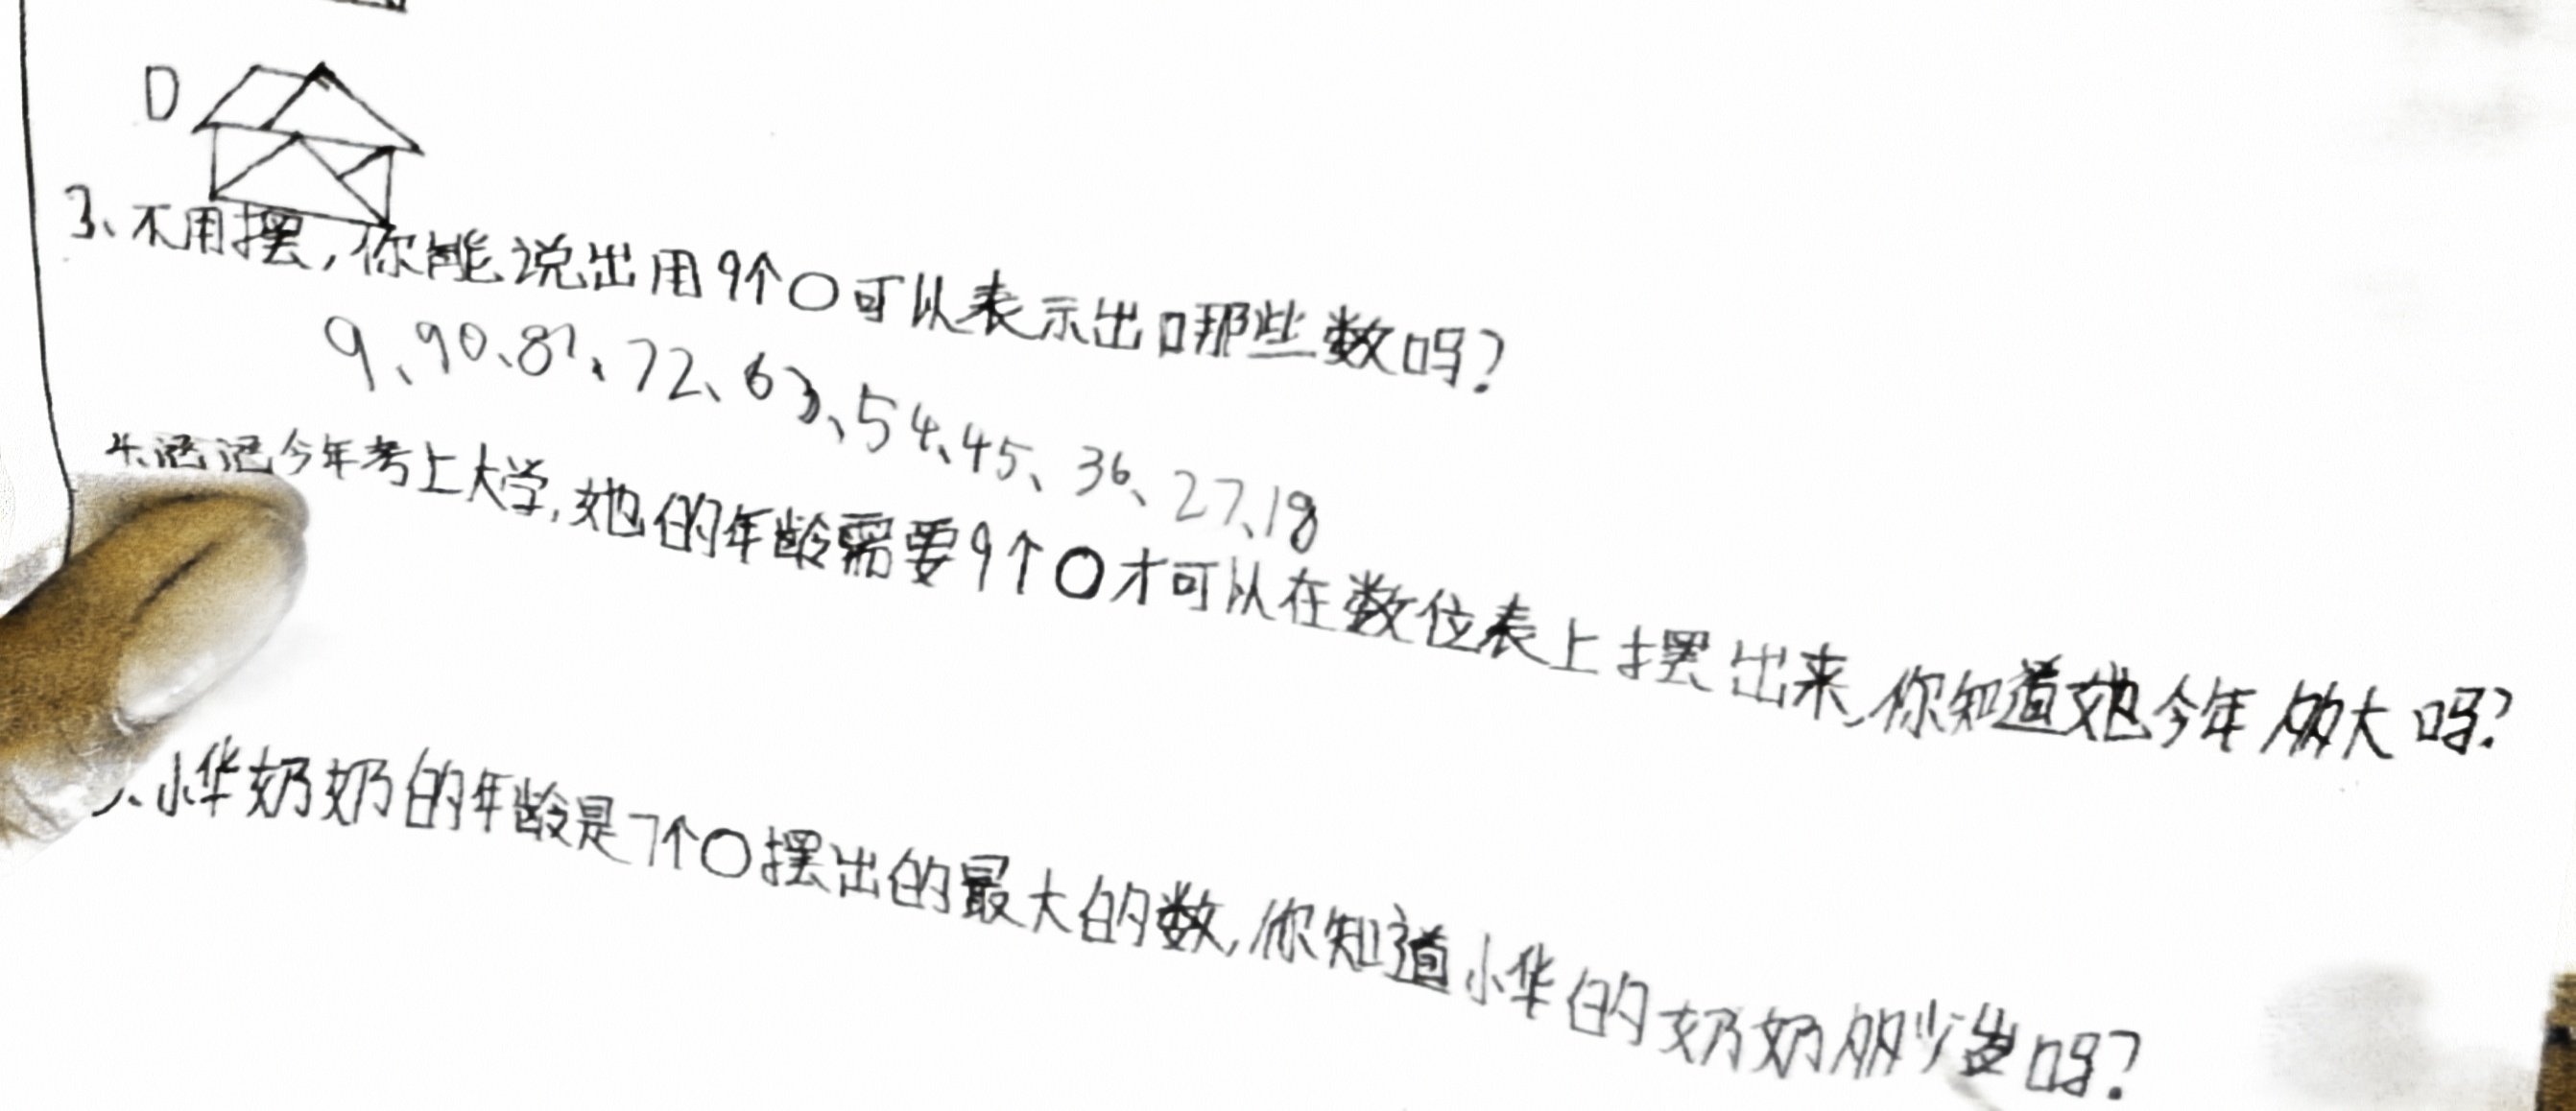 D
3、不用摆,你能说出用9个○可以表示出哪些数吗?
9、90、81、72、63、54、45、36、27、18
4.涵涵今年考上大学,她的年龄需要9个○才可以在数位表上摆出来,你知道她今年多大吗?
、小华奶奶的年龄是7个○摆出的最大的数,你知道小华的奶奶多少岁吗?